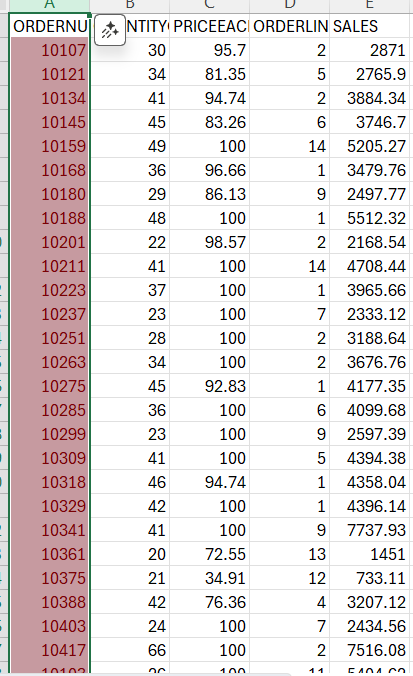 A B C D E
ORDERNU NTITY PRICEEAC ORDERLIN SALES
10107 30 95.7 2 2871
10121 34 81.35 5 2765.9
10134 41 94.74 2 3884.34
10145 45 83.26 6 3746.7
10159 49 100 14 5205.27
10168 36 96.66 1 3479.76
10180 29 86.13 9 2497.77
10188 48 100 1 5512.32
10201 22 98.57 2 2168.54
10211 41 100 14 4708.44
10223 37 100 1 3965.66
10237 23 100 7 2333.12
10251 28 100 2 3188.64
10263 34 100 2 3676.76
10275 45 92.83 1 4177.35
10285 36 100 6 4099.68
10299 23 100 9 2597.39
10309 41 100 5 4394.38
10318 46 94.74 1 4358.04
10329 42 100 1 4396.14
10341 41 100 9 7737.93
10361 20 72.55 13 1451
10375 21 34.91 12 733.11
10388 42 76.36 4 3207.12
10403 24 100 7 2434.56
10417 66 100 2 7516.08